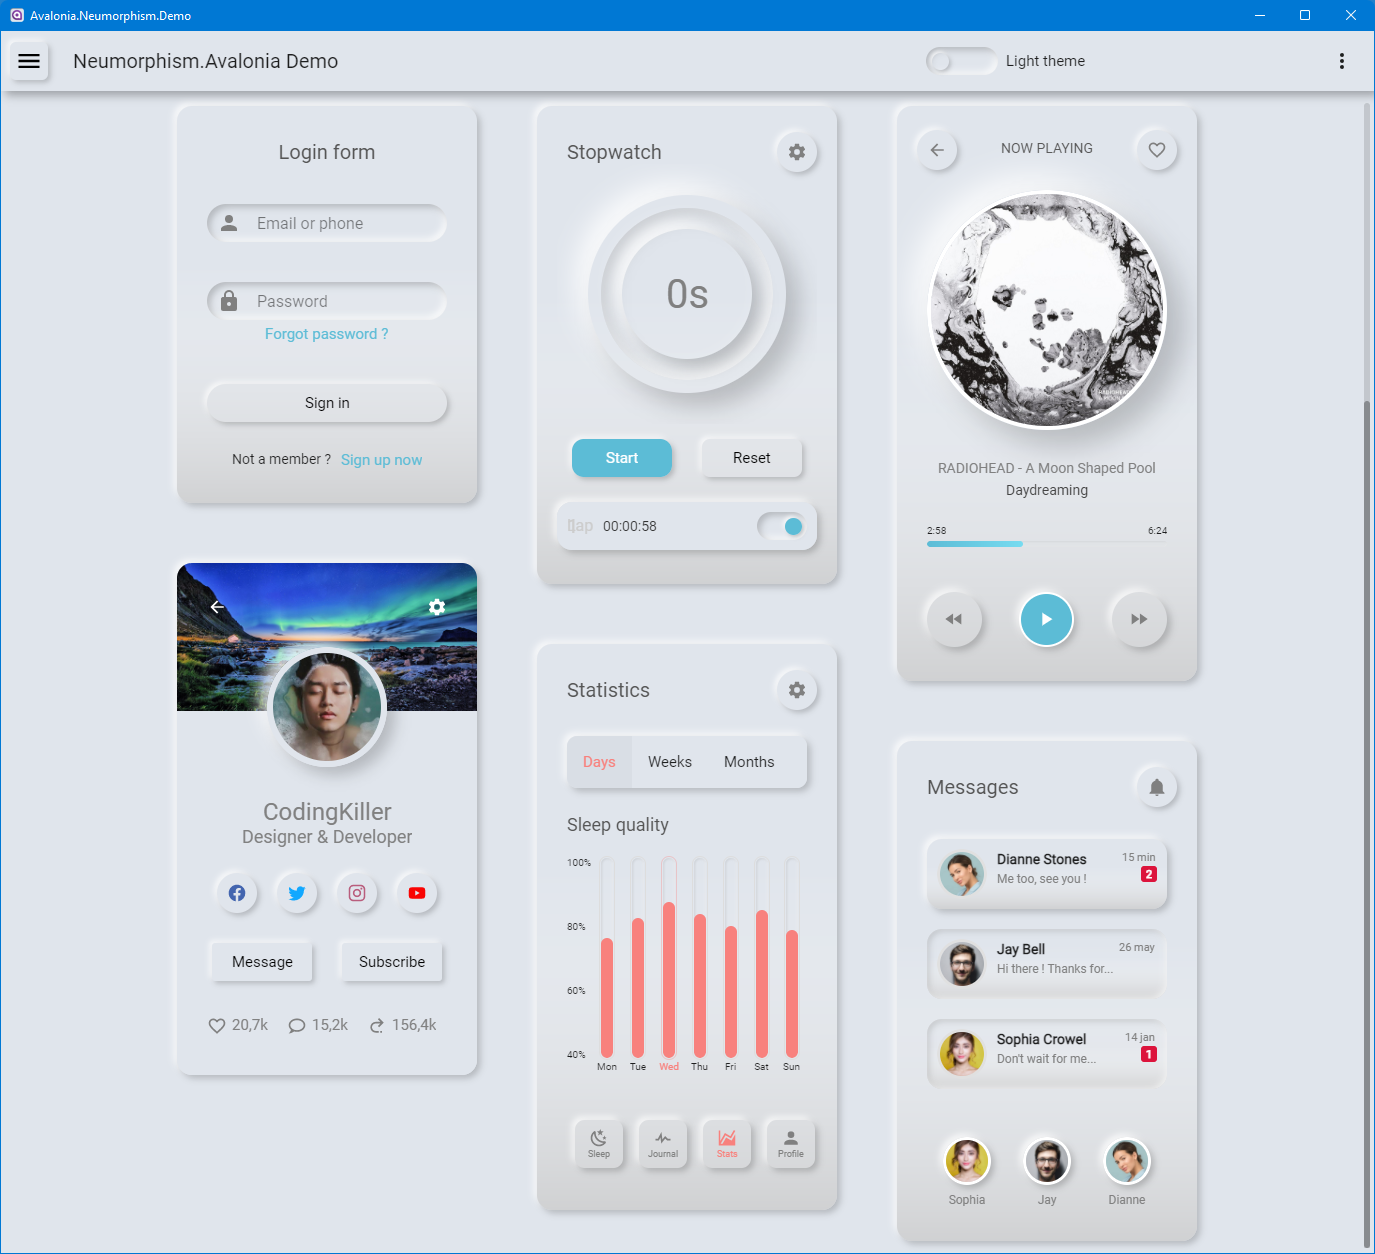 Avalonia.Neumorphism.Demo
Neumorphism.Avalonia Demo
Light theme
Login form
Email or phone
Password
Forgot password ?
Sign in
Not a member ? Sign up now
CodingKiller
Designer & Developer
Message
Subscribe
20,7k
15,2k
156,4k
Stopwatch
0s
Start
Reset
00:00:58
Statistics
Days
Weeks
Months
Sleep quality
100%
80%
60%
40%
Mon Tue Wed Thu Fri Sat Sun
Sleep
Journal
Stats
Profile
NOW PLAYING
RADIOHEAD - A Moon Shaped Pool
Daydreaming
2:58
6:24
Messages
Dianne Stones
15 min
Me too, see you !
2
Jay Bell
26 may
Hi there ! Thanks for...
Sophia Crowel
14 jan
Don't wait for me...
1
Sophia
Jay
Dianne